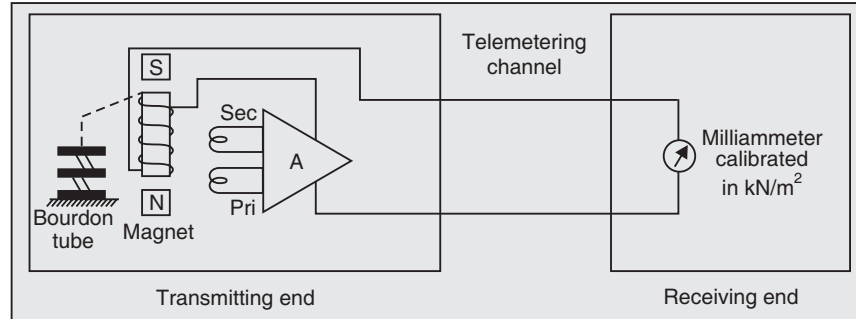 S
Telemetering
channel
Sec
A
Milliammeter
calibrated
in kN/m²
N
Pri
Bourdon
tube
Magnet
Transmitting end
Receiving end